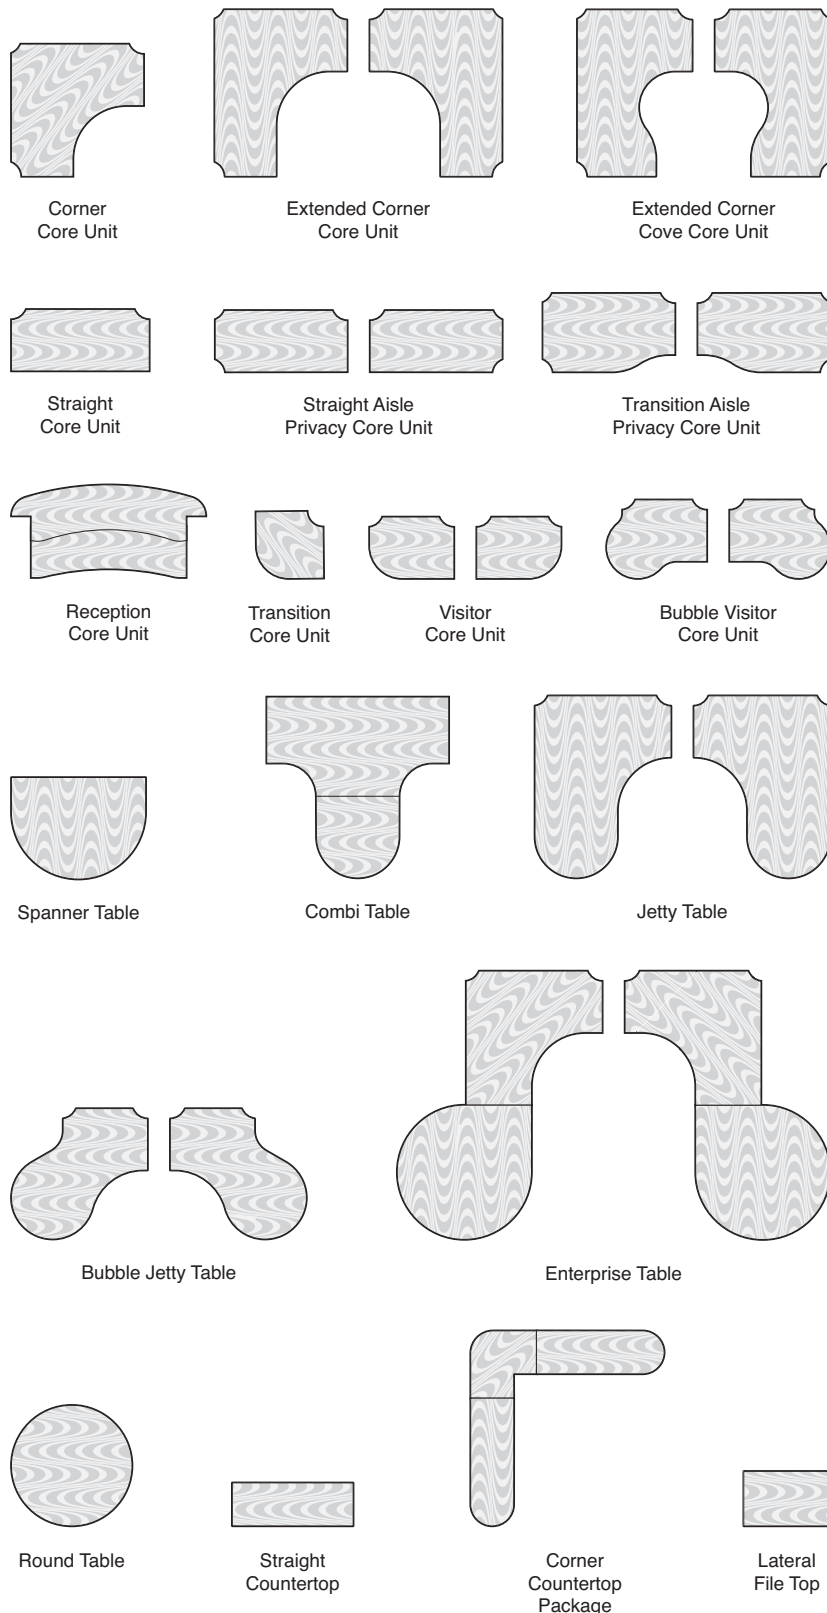 Corner
Core Unit
Extended Corner
Core Unit
Extended Corner
Cove Core Unit
Straight
Core Unit
Straight Aisle
Privacy Core Unit
Transition Aisle
Privacy Core Unit
Reception
Core Unit
Transition
Core Unit
Visitor
Core Unit
Bubble Visitor
Core Unit
Spanner Table
Combi Table
Jetty Table
Bubble Jetty Table
Enterprise Table
Round Table
Straight
Countertop
Corner
Countertop
Package
Lateral
File Top